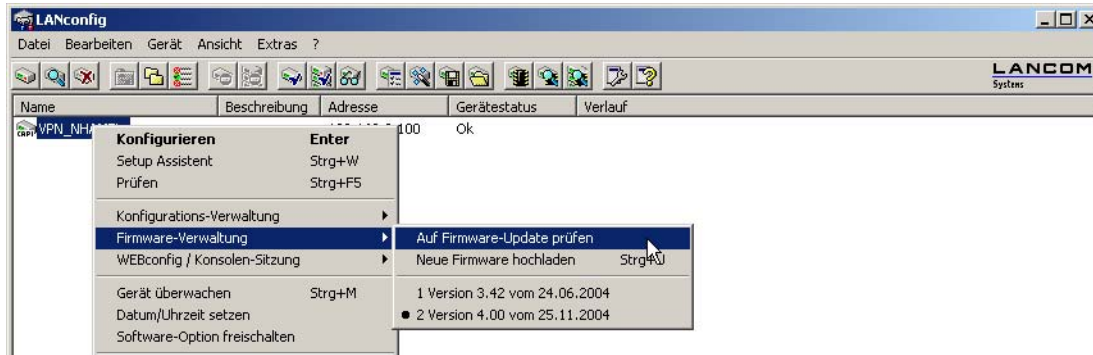 LANconfig
Datei Bearbeiten Gerät Ansicht Extras ?
LANCOM
Systems
Name Beschreibung Adresse Gerätestatus Verlauf
100 Ok
Konfigurieren Enter
Setup Assistent Strg+W
Prüfen Strg+F5
Konfigurations-Verwaltung
Firmware-Verwaltung
Auf Firmware-Update prüfen
WEBconfig / Konsolen-Sitzung
Neue Firmware hochladen
Gerät überwachen Strg+M
1 Version 3.42 vom 24.06.2004
Datum/Uhrzeit setzen
2 Version 4.00 vom 25.11.2004
Software-Option freischalten